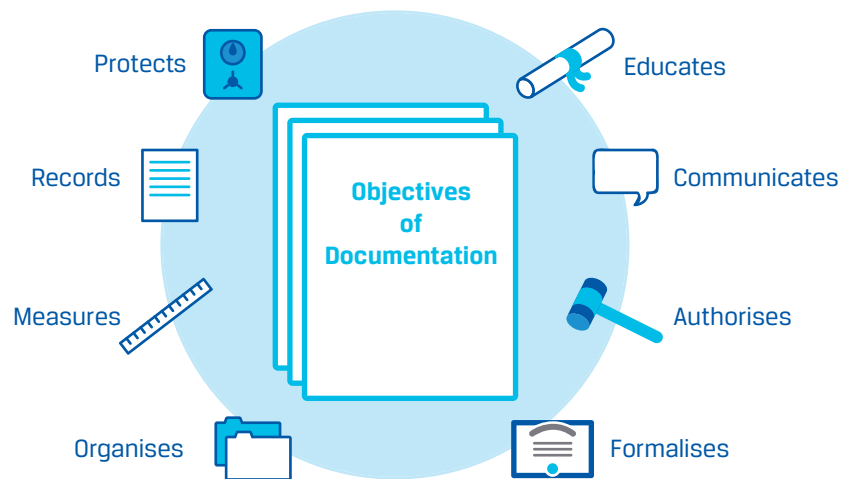 Protects
Educates
Records
Communicates
Objectives
of
Documentation
Measures
Authorises
Organises
Formalises